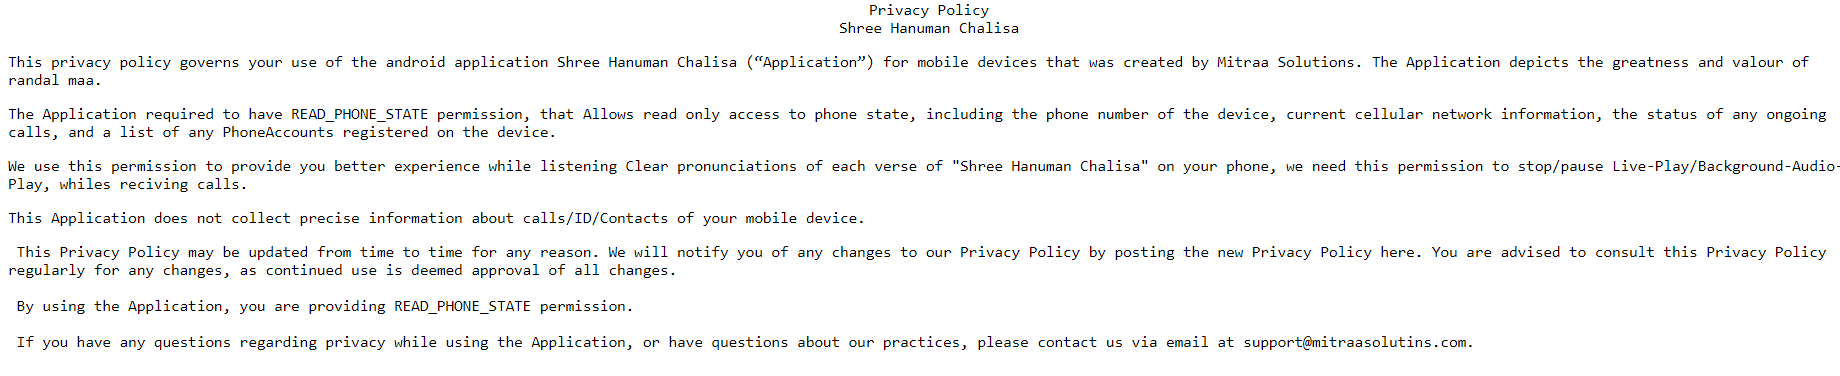 Privacy Policy
Shree Hanuman Chalisa
This privacy policy governs your use of the android application Shree Hanuman Chalisa (“Application”) for mobile devices that was created by Mitraa Solutions. The Application depicts the greatness and valour of
randal maa.
The Application required to have READ_PHONE_STATE permission, that Allows read only access to phone state, including the phone number of the device, current cellular network information, the status of any ongoing
calls, and a list of any PhoneAccounts registered on the device.
We use this permission to provide you better experience while listening Clear pronunciations of each verse of "Shree Hanuman Chalisa" on your phone, we need this permission to stop/pause Live-Play/Background-Audio-
Play, whiles reciving calls.
This Application does not collect precise information about calls/ID/Contacts of your mobile device.
This Privacy Policy may be updated from time to time for any reason. We will notify you of any changes to our Privacy Policy by posting the new Privacy Policy here. You are advised to consult this Privacy Policy
regularly for any changes, as continued use is deemed approval of all changes.
By using the Application, you are providing READ_PHONE_STATE permission.
If you have any questions regarding privacy while using the Application, or have questions about our practices, please contact us via email at support@mitraasolutins.com.